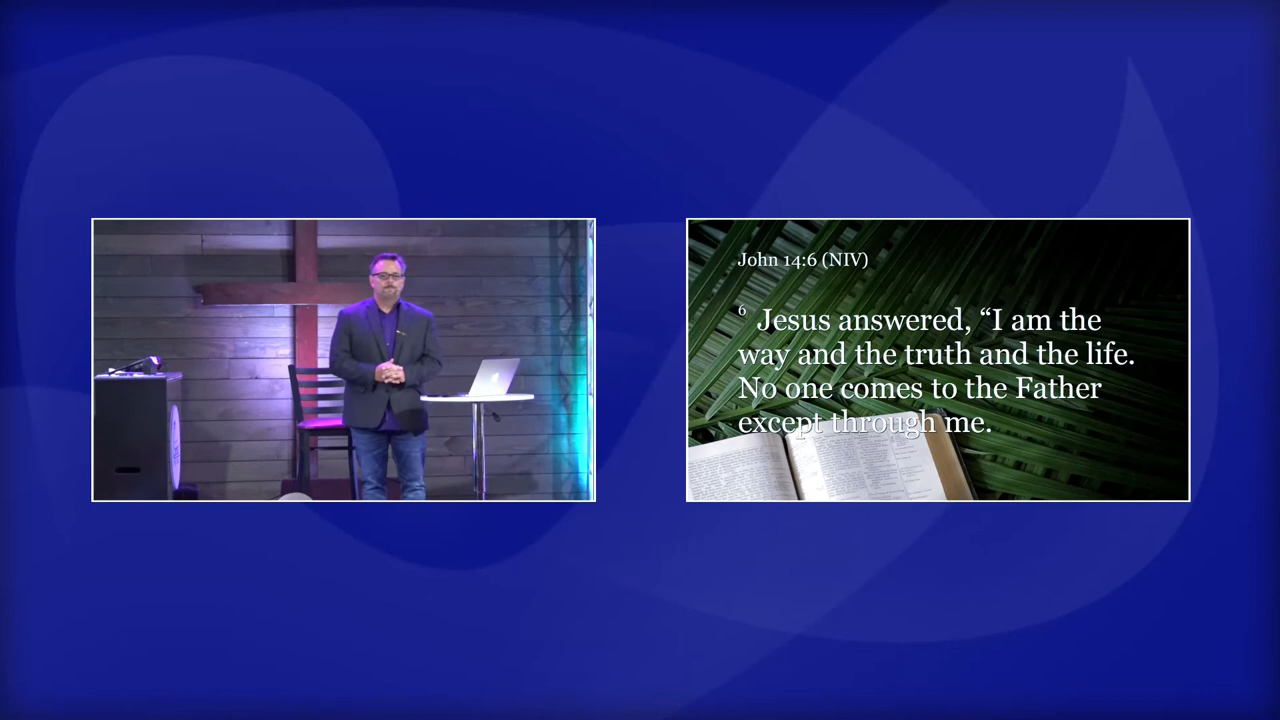 John 14:6 (NIV)
6 Jesus answered, “I am the
way and the truth and the life.
No one comes to the Father
except through me.